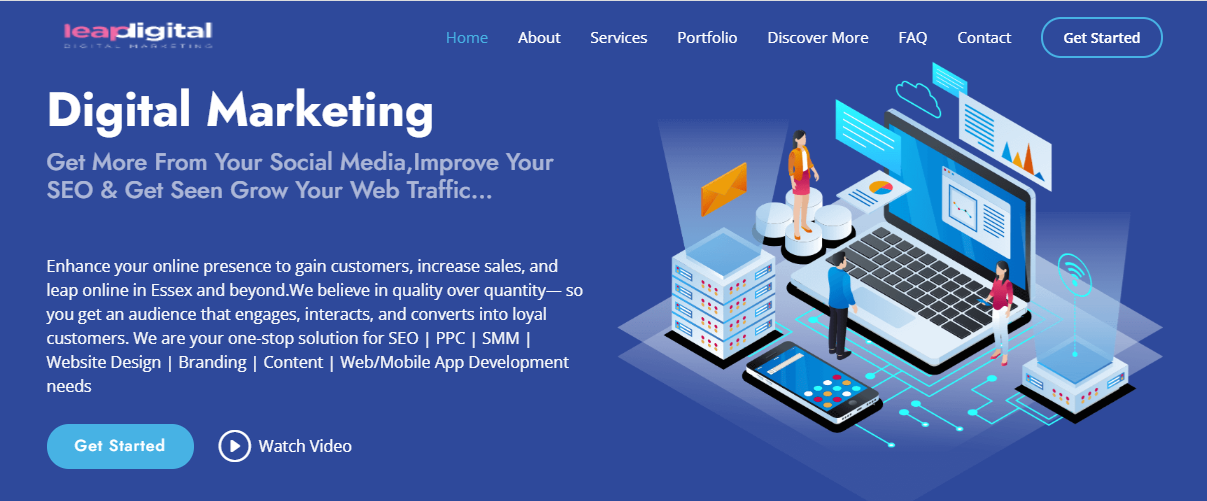 leapdigital
DIGITAL MARKETING
Home About Services Portfolio Discover More FAQ Contact Get Started
Digital Marketing
Get More From Your Social Media,Improve Your
SEO & Get Seen Grow Your Web Traffic...
Enhance your online presence to gain customers, increase sales, and
leap online in Essex and beyond.We believe in quality over quantity— so
you get an audience that engages, interacts, and converts into loyal
customers. We are your one-stop solution for SEO | PPC | SMM |
Website Design | Branding | Content | Web/Mobile App Development
needs
Get Started
Watch Video